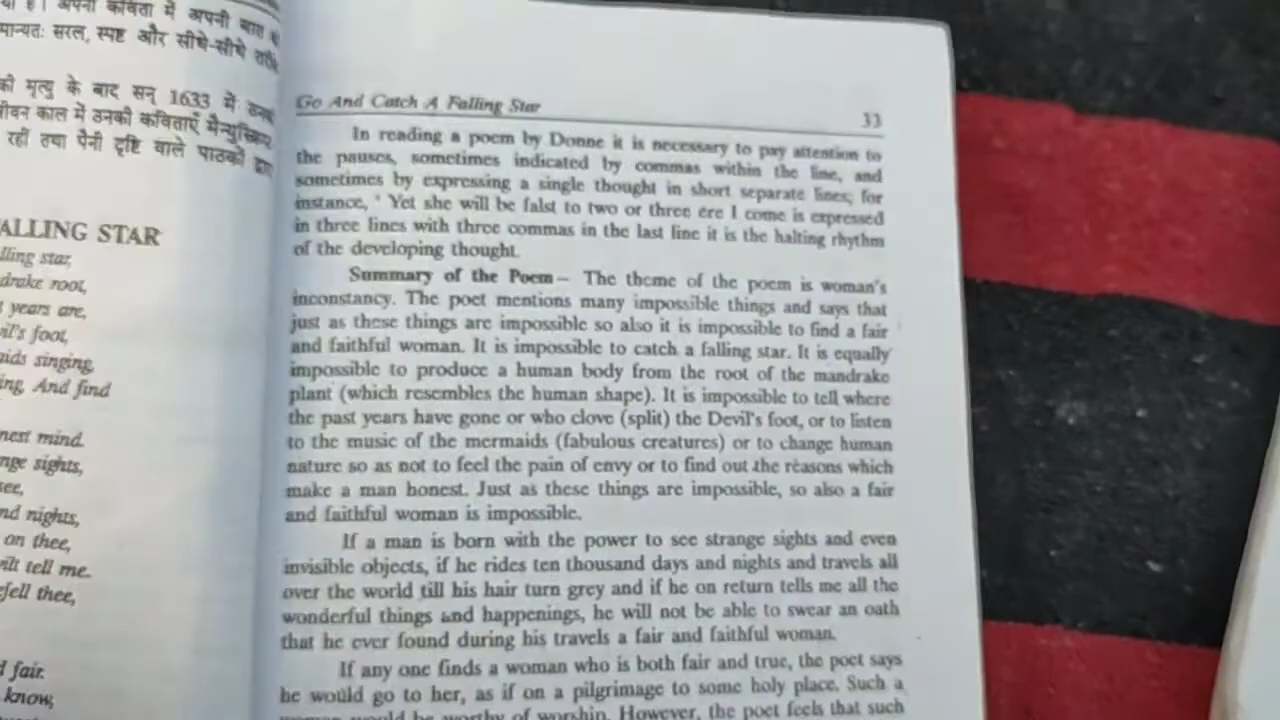 की मृत्यु के बाद सन् 1633 में
जीवन काल में उनकी कविताएँ
रहीं तथा पैनी दृष्टि वाले पाठकों द्वारा
मान्यतः सरल, स्पष्ट और सीधे-सीधे
ALLING STAR
lling star,
drake root,
t years are,
vil's foot,
aids singing,
ing, And find
nest mind.
nge sights,
see,
nd nights,
on thee,
wilt tell me.
efell thee,
d fair.
know,
Go And Catch A Falling Star
33
In reading a poem by Donne it is necessary to pay attention to
the pauses, sometimes indicated by commas within the line, and
sometimes by expressing a single thought in short separate lines; for
instance, ' Yet she will be falst to two or three ere I come is expressed
in three lines with three commas in the last line it is the halting rhythm
of the developing thought.
Summary of the Poem— The theme of the poem is woman's
inconstancy. The poet mentions many impossible things and says that
just as these things are impossible so also it is impossible to find a fair
and faithful woman. It is impossible to catch a falling star. It is equally
impossible to produce a human body from the root of the mandrake
plant (which resembles the human shape). It is impossible to tell where
the past years have gone or who clove (split) the Devil's foot, or to listen
to the music of the mermaids (fabulous creatures) or to change human
nature so as not to feel the pain of envy or to find out the reasons which
make a man honest. Just as these things are impossible, so also a fair
and faithful woman is impossible.
If a man is born with the power to see strange sights and even
invisible objects, if he rides ten thousand days and nights and travels all
over the world till his hair turn grey and if he on return tells me all the
wonderful things and happenings, he will not be able to swear an oath
that he ever found during his travels a fair and faithful woman.
If any one finds a woman who is both fair and true, the poet says
he would go to her, as if on a pilgrimage to some holy place. Such a
woman would be worthy of worship. However, the poet feels that such